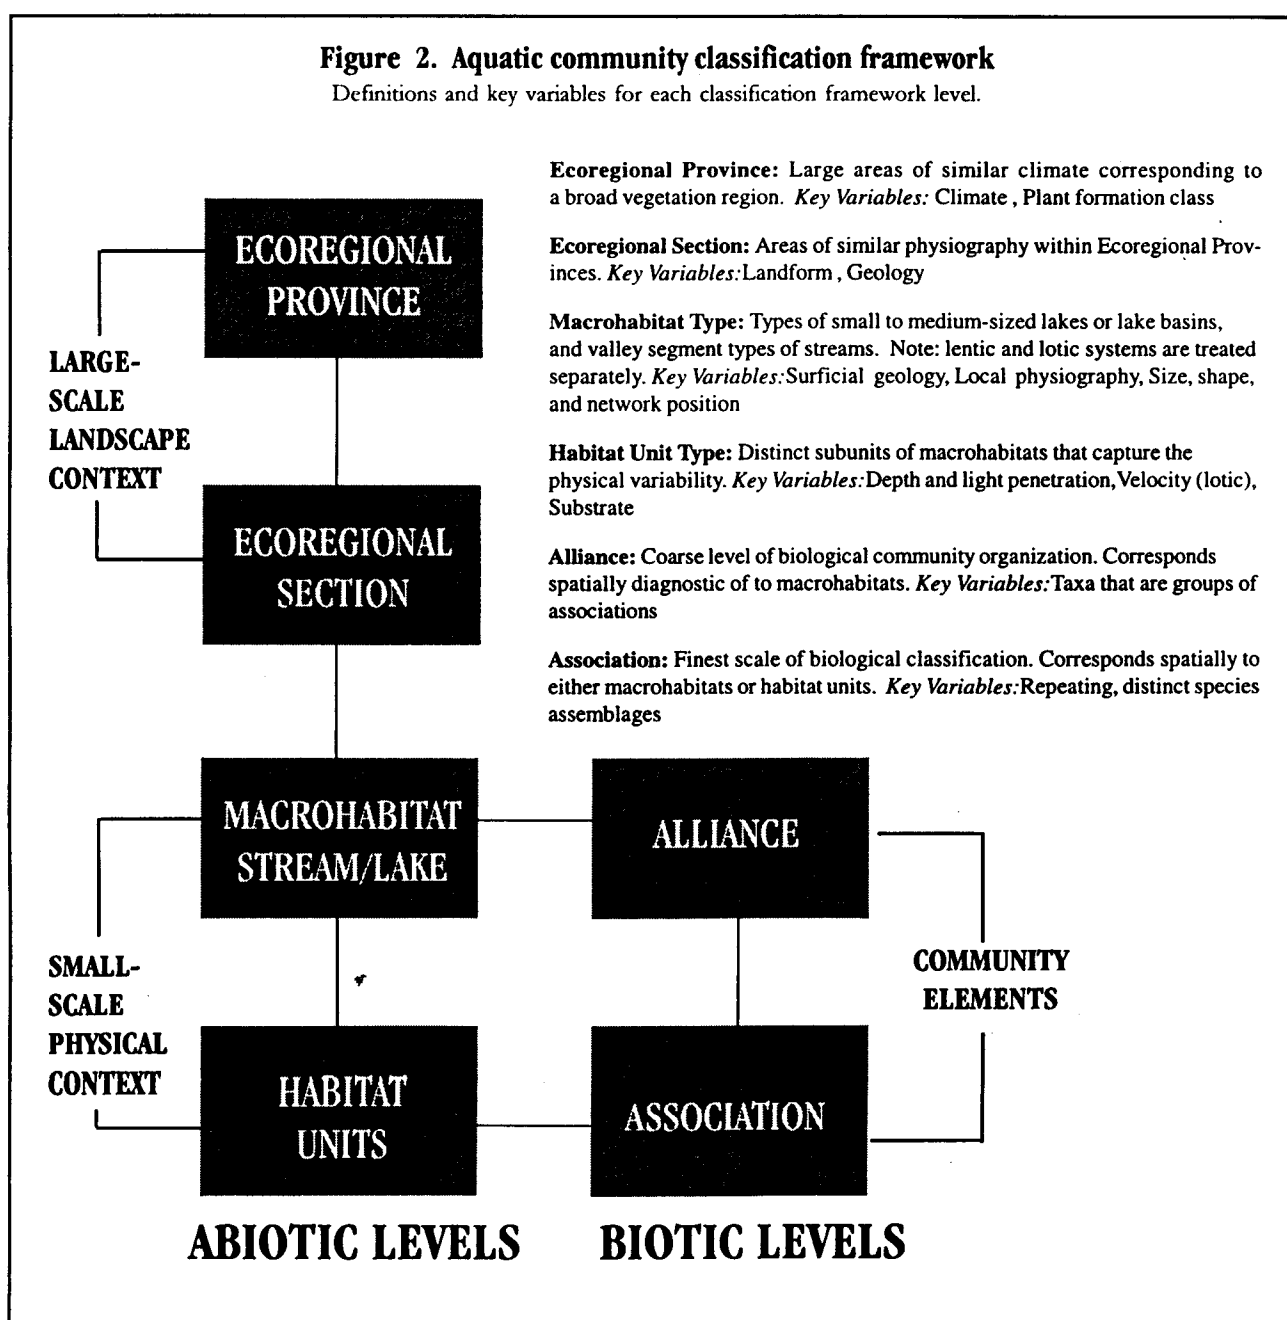 Figure 2. Aquatic community classification framework
Definitions and key variables for each classification framework level.
Ecoregional Province: Large areas of similar climate corresponding to
a broad vegetation region. Key Variables: Climate , Plant formation class
Ecoregional Section: Areas of similar physiography within Ecoregional Prov-
inces. Key Variables:Landform , Geology
Macrohabitat Type: Types of small to medium-sized lakes or lake basins,
and valley segment types of streams. Note: lentic and lotic systems are treated
separately. Key Variables:Surficial geology, Local physiography, Size, shape,
and network position
Habitat Unit Type: Distinct subunits of macrohabitats that capture the
physical variability. Key Variables:Depth and light penetration,Velocity (lotic),
Substrate
Alliance: Coarse level of biological community organization. Corresponds
spatially diagnostic of to macrohabitats. Key Variables:Taxa that are groups of
associations
Association: Finest scale of biological classification. Corresponds spatially to
either macrohabitats or habitat units. Key Variables:Repeating, distinct species
assemblages
ECOREGIONAL
PROVINCE
LARGE-
SCALE
LANDSCAPE
CONTEXT
ECOREGIONAL
SECTION
MACROHABITAT
STREAM/LAKE
ALLIANCE
SMALL-
SCALE
PHYSICAL
CONTEXT
COMMUNITY
ELEMENTS
HABITAT
UNITS
ASSOCIATION
ABIOTIC LEVELS
BIOTIC LEVELS